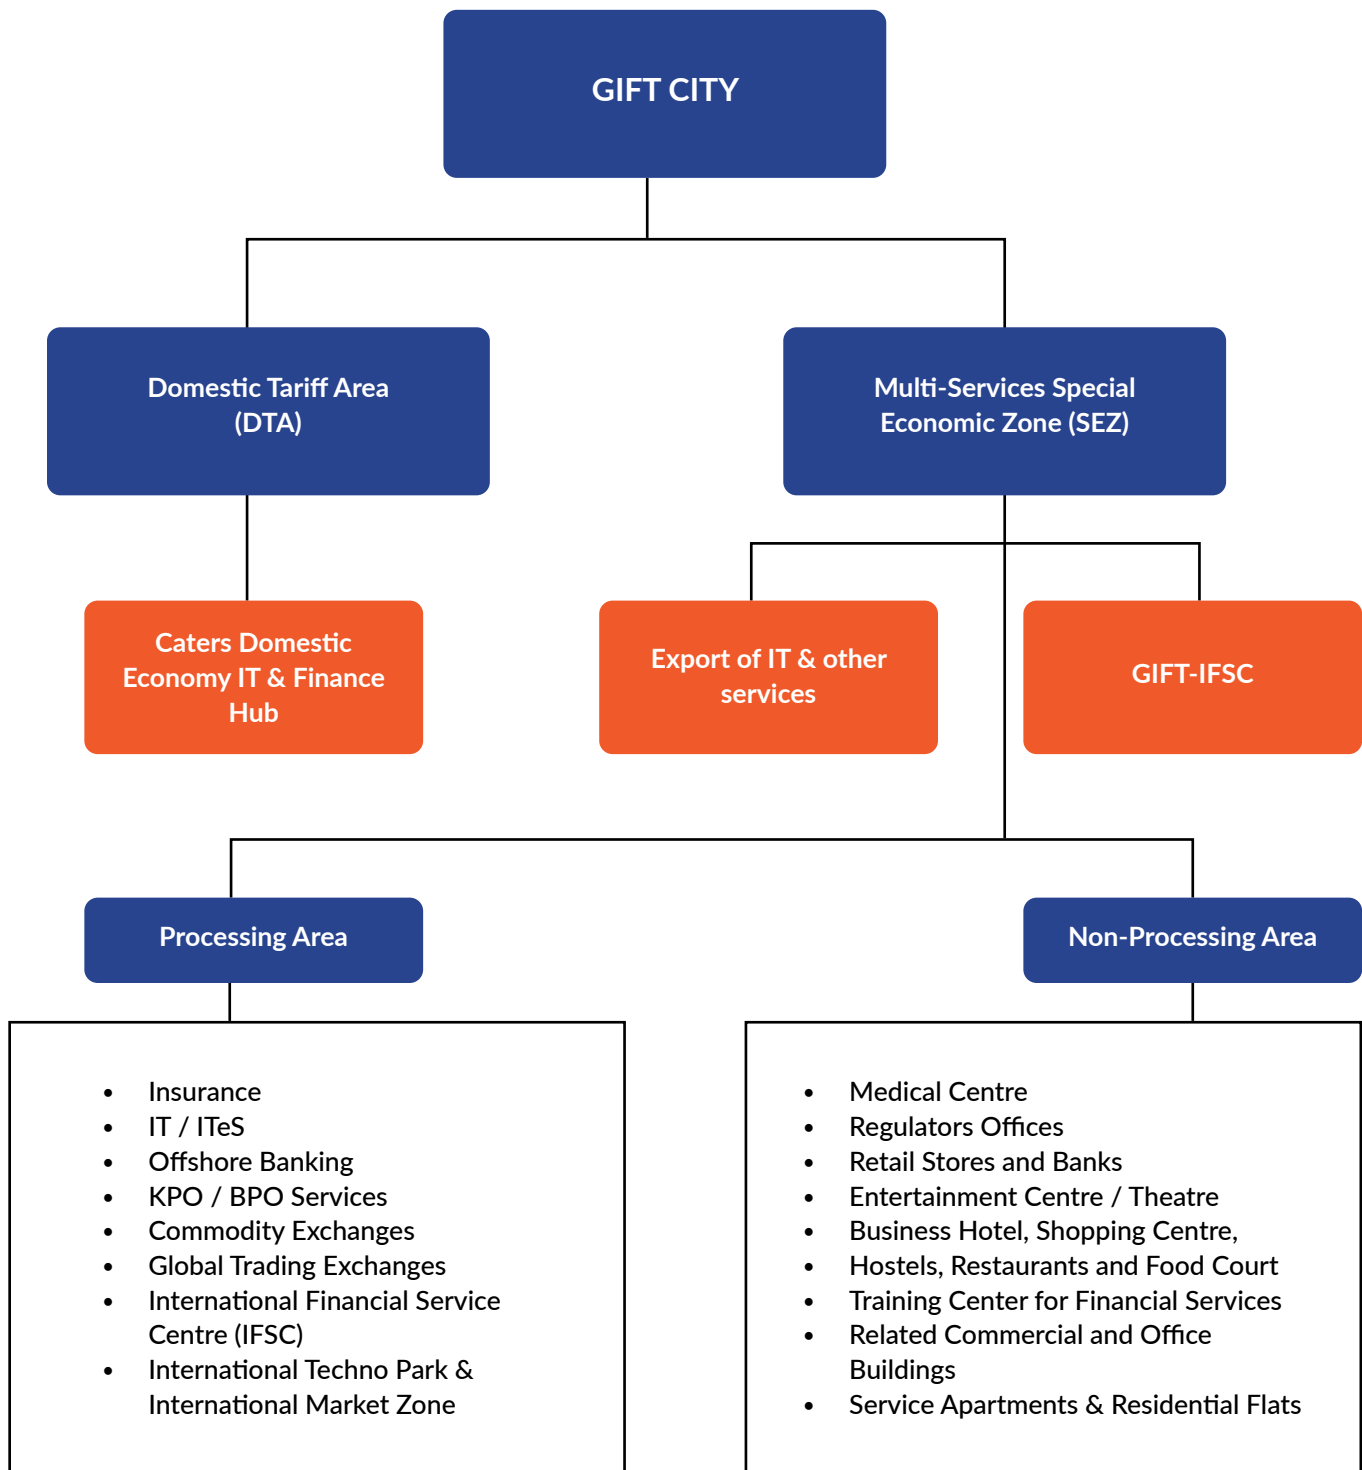 GIFT CITY
Domestic Tariff Area
(DTA)
Multi-Services Special
Economic Zone (SEZ)
Caters Domestic
Economy IT & Finance
Hub
Export of IT & other
services
GIFT-IFSC
Processing Area
Non-Processing Area
• Insurance
• IT / ITeS
• Offshore Banking
• KPO / BPO Services
• Commodity Exchanges
• Global Trading Exchanges
• International Financial Service
Centre (IFSC)
• International Techno Park &
International Market Zone
• Medical Centre
• Regulators Offices
• Retail Stores and Banks
• Entertainment Centre / Theatre
• Business Hotel, Shopping Centre,
• Hostels, Restaurants and Food Court
• Training Center for Financial Services
• Related Commercial and Office
Buildings
• Service Apartments & Residential Flats